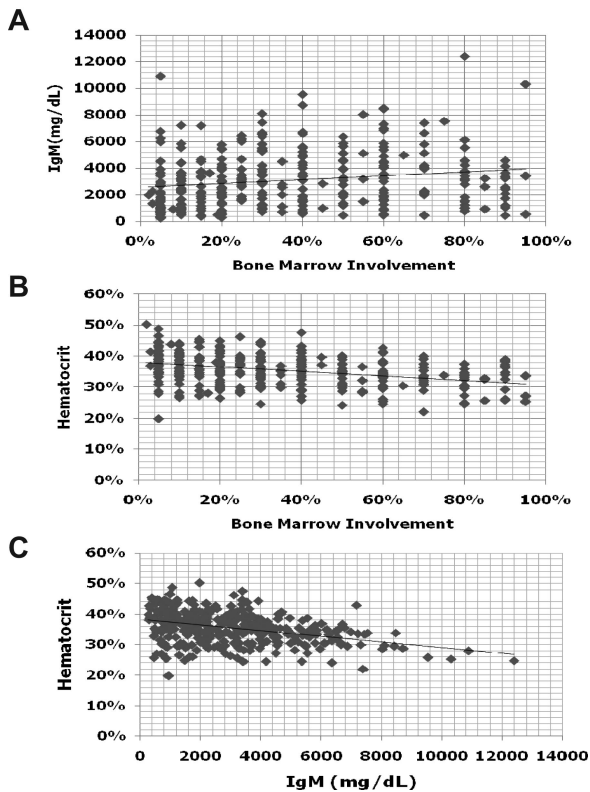 A
14000
12000
10000
8000
6000
4000
2000
0
IgM(mg/dL)
0% 20% 40% 60% 80% 100%
Bone Marrow Involvement
B
60%
50%
40%
30%
20%
10%
0%
Hematocrit
0% 20% 40% 60% 80% 100%
Bone Marrow Involvement
C
60%
50%
40%
30%
20%
10%
0%
Hematocrit
0 2000 4000 6000 8000 10000 12000 14000
IgM (mg/dL)